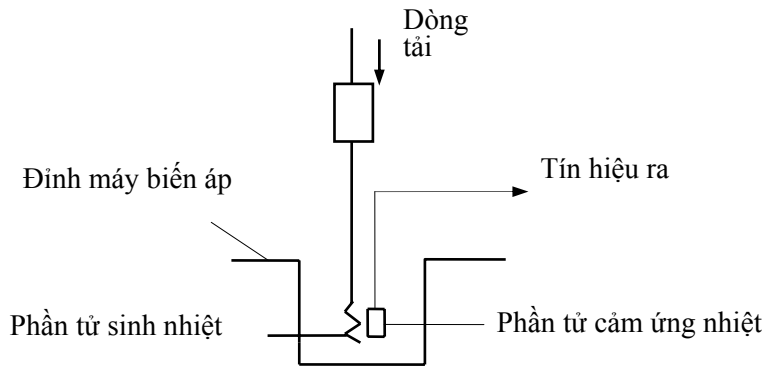 Dòng
tải
Đỉnh máy biến áp
Tín hiệu ra
Phần tử sinh nhiệt
Phần tử cảm ứng nhiệt